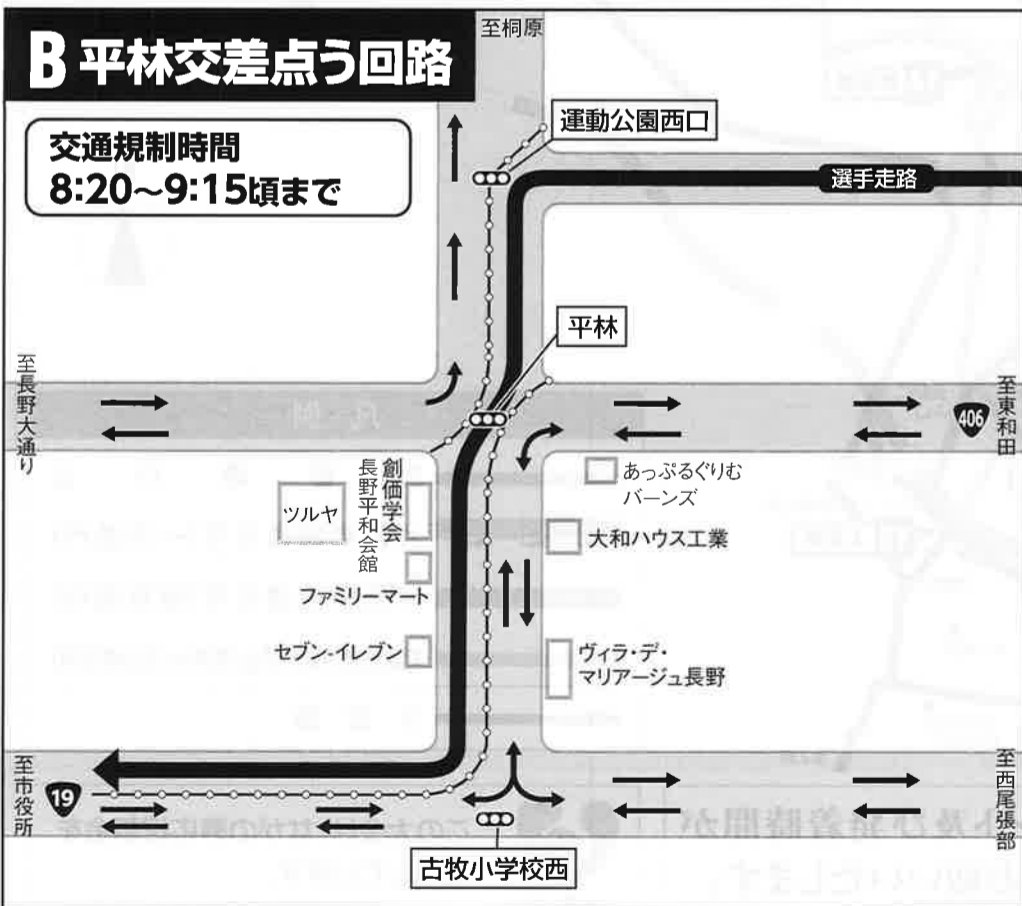 至桐原
B 平林交差点う回路
運動公園西口
交通規制時間
8:20〜9:15頃まで
選手走路
平林
至長野大通り
至東和田
406
あっぷるぐりむ
バーンズ
創価学会
長野平和会館
ツルヤ
大和ハウス工業
ファミリーマート
セブン-イレブン
ヴィラ・デ・
マリアージュ長野
至市役所
19
至西尾張部
古牧小学校西